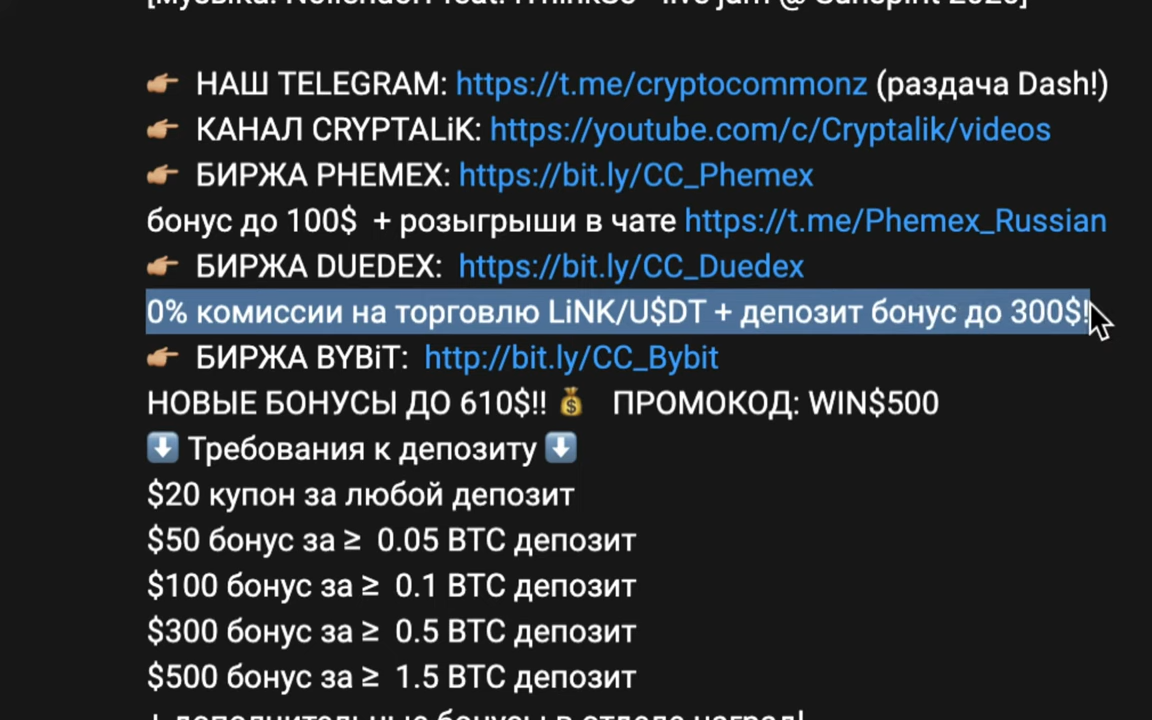 👉 НАШ TELEGRAM: https://t.me/cryptocommonz (раздача Dash!)
👉 КАНАЛ CRYPTALiK: https://youtube.com/c/Cryptalik/videos
👉 БИРЖА PHEMEX: https://bit.ly/CC_Phemex
бонус до 100$ + розыгрыши в чате https://t.me/Phemex_Russian
👉 БИРЖА DUEDEX: https://bit.ly/CC_Duedex
0% комиссии на торговлю LiNK/U$DT + депозит бонус до 300$!
👉 БИРЖА BYBiT: http://bit.ly/CC_Bybit
НОВЫЕ БОНУСЫ ДО 610$!! 💰 ПРОМОКОД: WIN$500
⬇️ Требования к депозиту ⬇️
$20 купон за любой депозит
$50 бонус за ≥ 0.05 BTC депозит
$100 бонус за ≥ 0.1 BTC депозит
$300 бонус за ≥ 0.5 BTC депозит
$500 бонус за ≥ 1.5 BTC депозит
+ дополнительные бонусы в отделе наград!